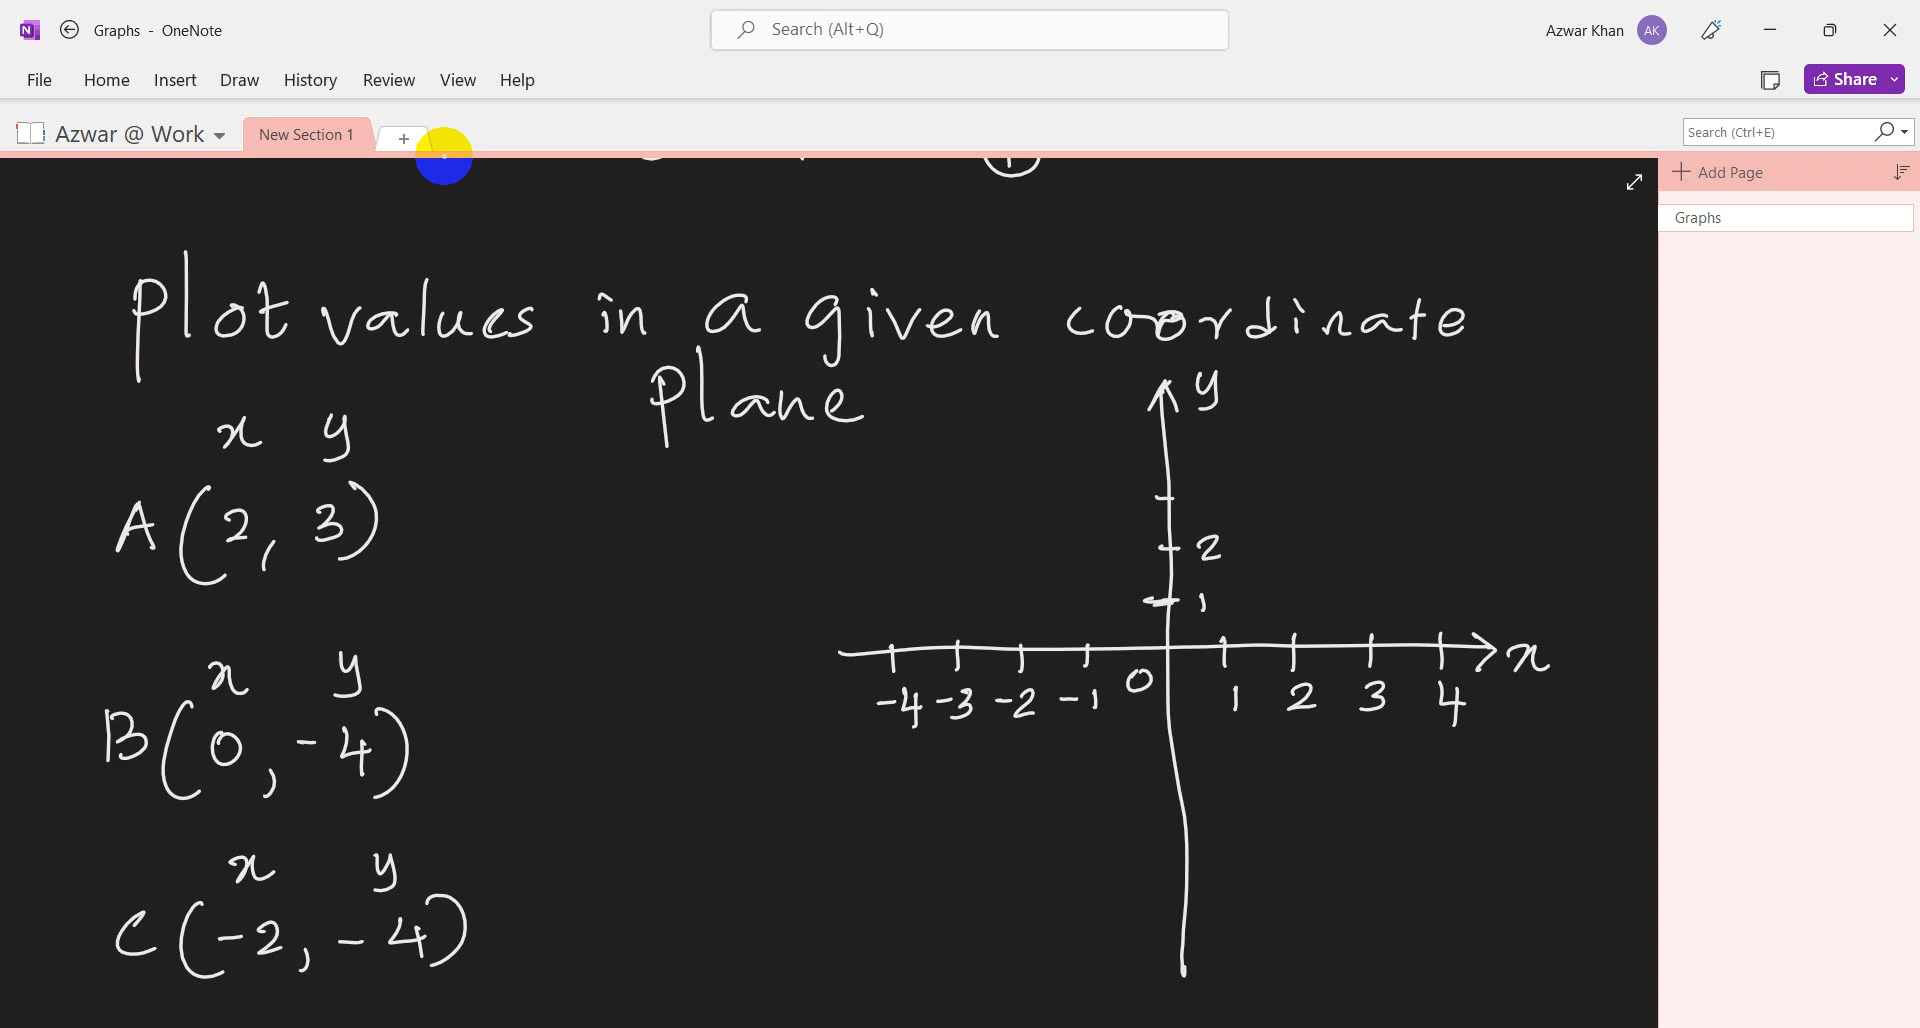 Graphs - OneNote
Search (Alt+Q)
Azwar Khan AK
File Home Insert Draw History Review View Help
Share
Azwar @ Work
New Section 1
+
Search (Ctrl+E)
Add Page
Graphs
Plot values in a given coordinate
Plane
y
x y
A(2, 3)
2
1
x
-4 -3 -2 -1 0 1 2 3 4
x y
B(0, -4)
x y
C(-2, -4)